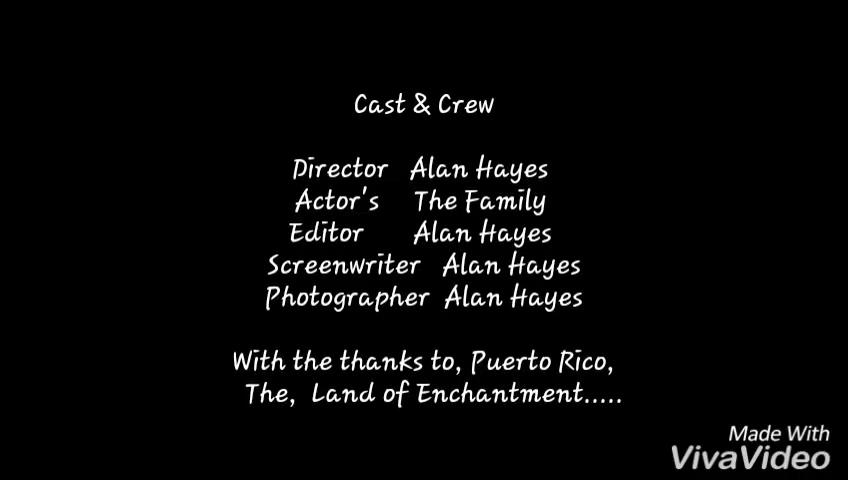 Cast & Crew
Director Alan Hayes
Actor's The Family
Editor Alan Hayes
Screenwriter Alan Hayes
Photographer Alan Hayes
With the thanks to, Puerto Rico,
The, Land of Enchantment.....
Made With
VivaVideo